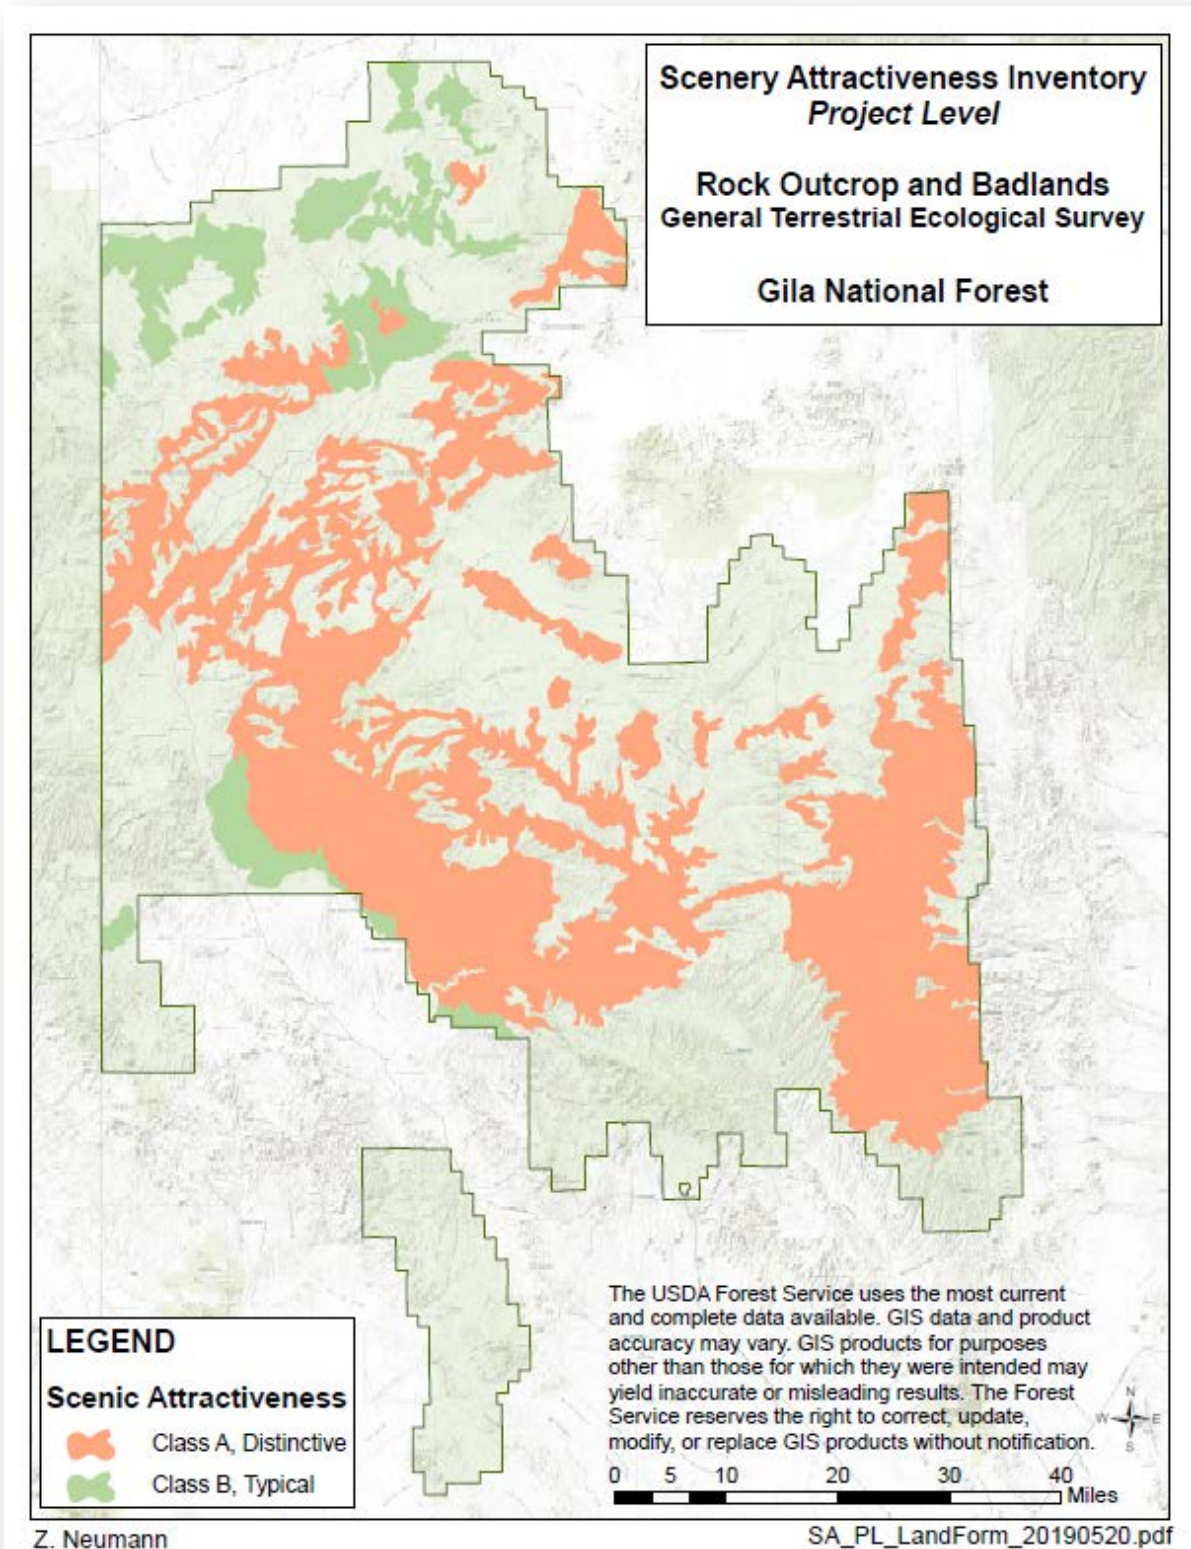 Scenery Attractiveness Inventory
Project Level
Rock Outcrop and Badlands
General Terrestrial Ecological Survey
Gila National Forest
The USDA Forest Service uses the most current
and complete data available. GIS data and product
accuracy may vary. GIS products for purposes
other than those for which they were intended may
yield inaccurate or misleading results. The Forest
Service reserves the right to correct, update,
modify, or replace GIS products without notification.
N
W E
S
0 5 10 20 30 40
Miles
LEGEND
Scenic Attractiveness
Class A, Distinctive
Class B, Typical
Z. Neumann
SA_PL_LandForm_20190520.pdf